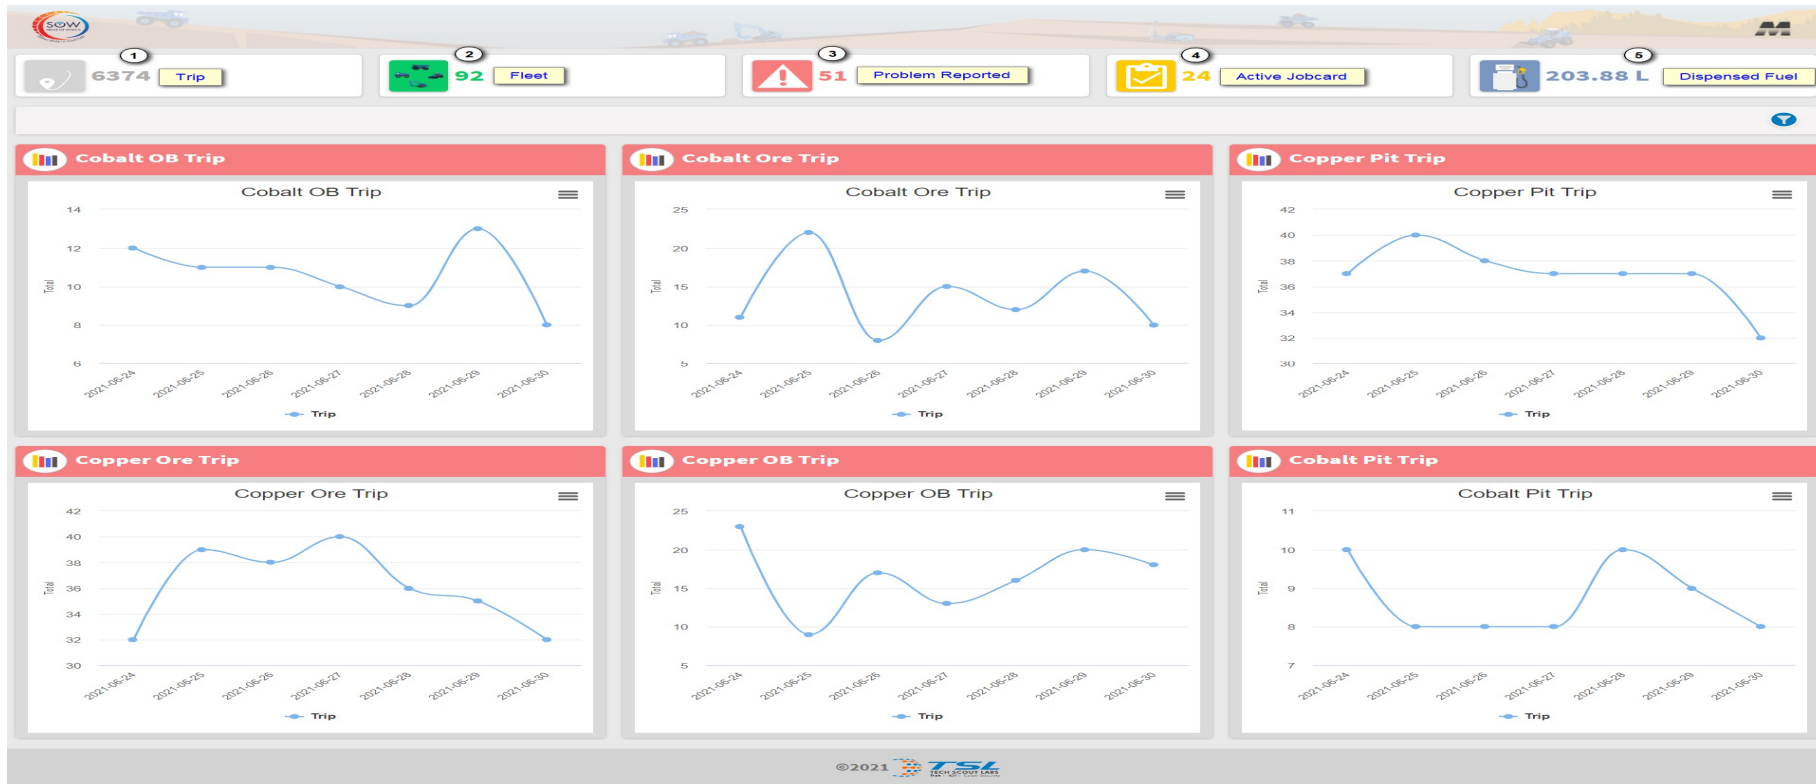 SOW
M
1
2
3
4
5
6374 Trip
92 Fleet
51 Problem Reported
24 Active Jobcard
203.88 L Dispensed Fuel
Cobalt OB Trip
Cobalt OB Trip
14
12
10
8
6
Total
2021-06-24
2021-06-25
2021-06-26
2021-06-27
2021-06-28
2021-06-29
2021-06-30
Trip
Cobalt Ore Trip
Cobalt Ore Trip
25
20
15
10
5
Total
2021-06-24
2021-06-25
2021-06-26
2021-06-27
2021-06-28
2021-06-29
2021-06-30
Trip
Copper Pit Trip
Copper Pit Trip
42
40
38
36
34
32
30
Total
2021-06-24
2021-06-25
2021-06-26
2021-06-27
2021-06-28
2021-06-29
2021-06-30
Trip
Copper Ore Trip
Copper Ore Trip
42
40
38
36
34
32
30
Total
2021-06-24
2021-06-25
2021-06-26
2021-06-27
2021-06-28
2021-06-29
2021-06-30
Trip
Copper OB Trip
Copper OB Trip
25
20
15
10
5
Total
2021-06-24
2021-06-25
2021-06-26
2021-06-27
2021-06-28
2021-06-29
2021-06-30
Trip
Cobalt Pit Trip
Cobalt Pit Trip
11
10
9
8
7
Total
2021-06-24
2021-06-25
2021-06-26
2021-06-27
2021-06-28
2021-06-29
2021-06-30
Trip
©2021
TSL
TECH SCOUT LABS